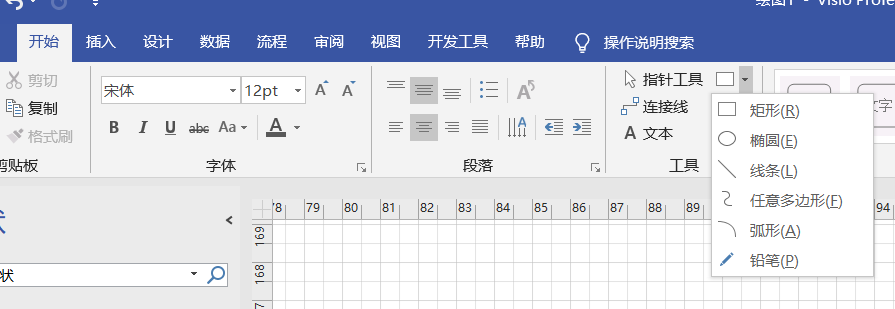 绘图1 - Visio Profe
开始 插入 设计 数据 流程 审阅 视图 开发工具 帮助 操作说明搜索
剪切
复制
格式刷
剪贴板
宋体 12pt
B I U abc Aa A
字体
段落
指针工具
连接线
A 文本
工具
文字
矩形(R)
椭圆(E)
线条(L)
任意多边形(F)
弧形(A)
铅笔(P)
78 79 80 81 82 83 84 85 86 87 88 89 94
169
168
状
状